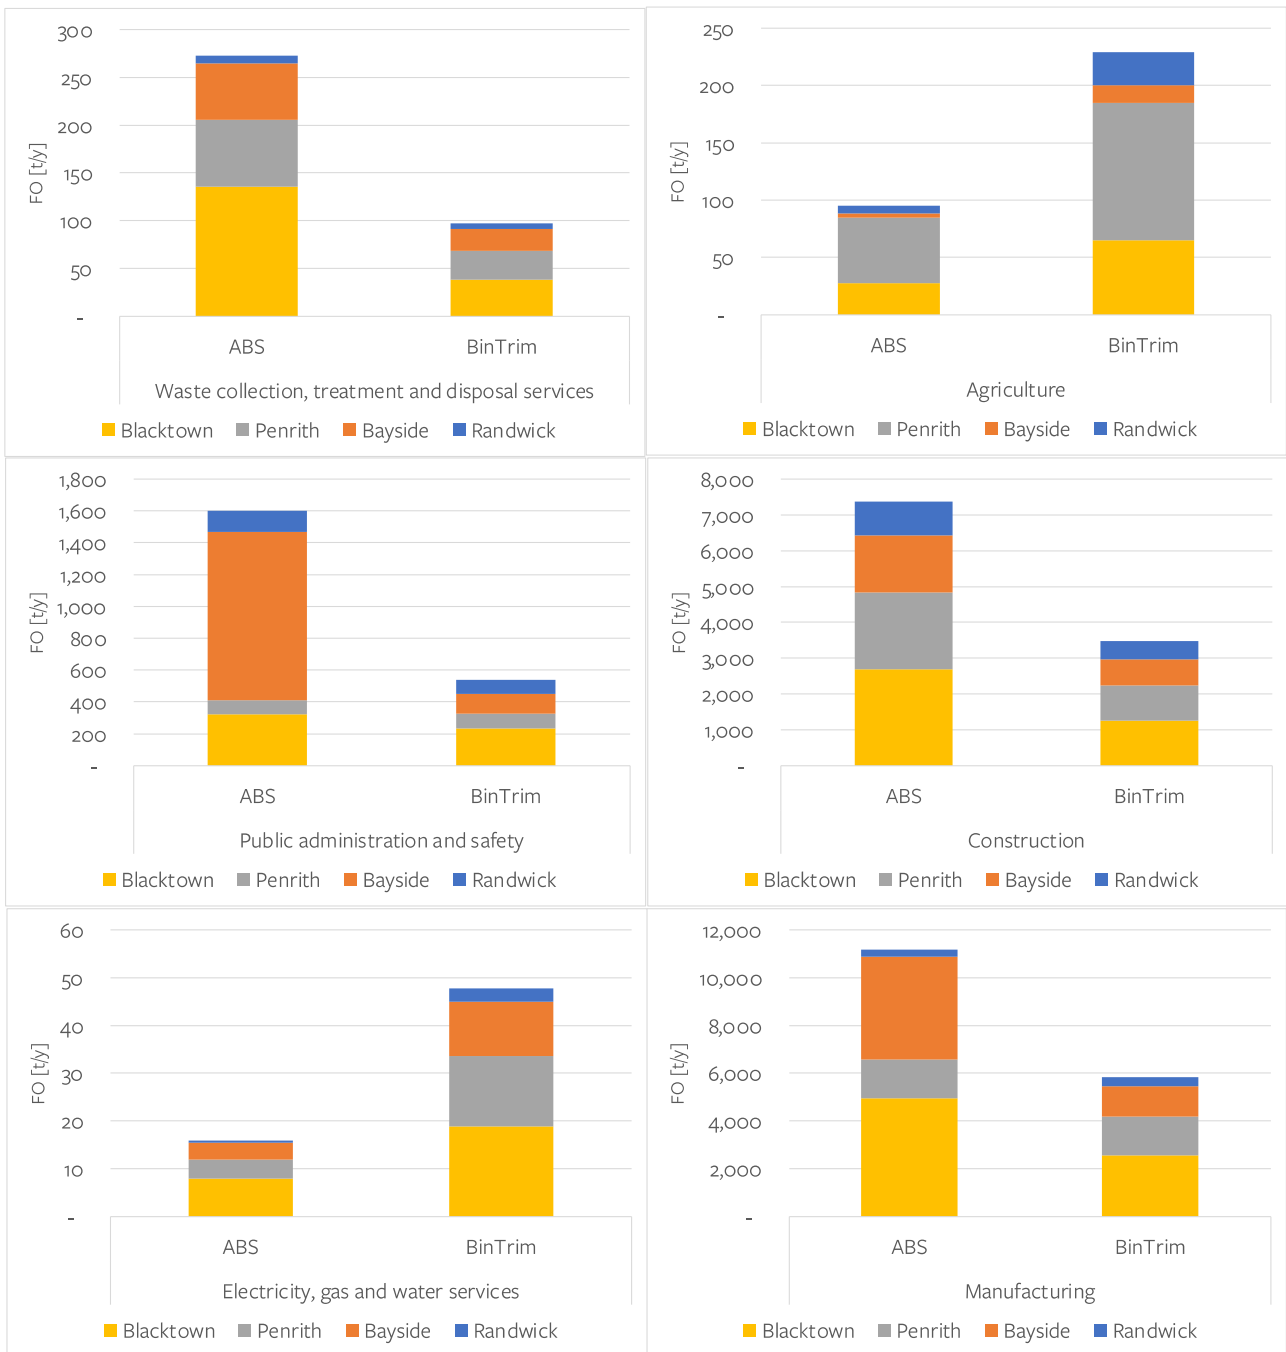 300
250
200
150
100
50
-
FO [t/y]
ABS
BinTrim
Waste collection, treatment and disposal services
Blacktown Penrith Bayside Randwick
250
200
150
100
50
-
FO [t/y]
ABS
BinTrim
Agriculture
Blacktown Penrith Bayside Randwick
1,800
1,600
1,400
1,200
1,000
800
600
400
200
-
FO [t/y]
ABS
BinTrim
Public administration and safety
Blacktown Penrith Bayside Randwick
8,000
7,000
6,000
5,000
4,000
3,000
2,000
1,000
-
FO [t/y]
ABS
BinTrim
Construction
Blacktown Penrith Bayside Randwick
60
50
40
30
20
10
-
FO [t/y]
ABS
BinTrim
Electricity, gas and water services
Blacktown Penrith Bayside Randwick
12,000
10,000
8,000
6,000
4,000
2,000
-
FO [t/y]
ABS
BinTrim
Manufacturing
Blacktown Penrith Bayside Randwick